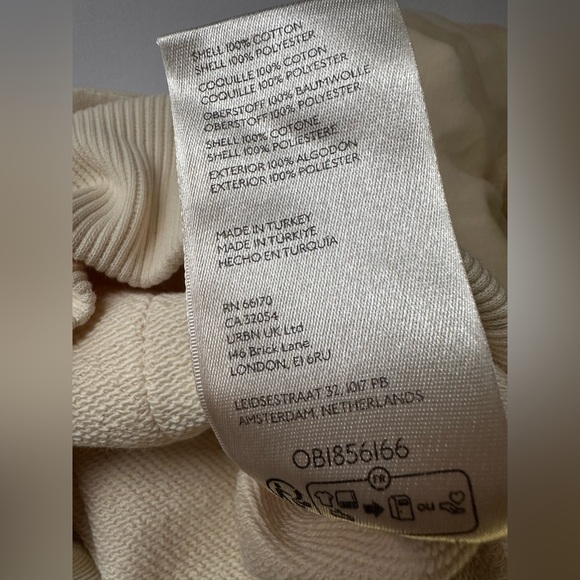 SHELL 100% COTTON
SHELL 100% POLYESTER
COQUILLE 100% COTON
COQUILLE 100% POLYESTER
OBERSTOFF 100% BAUMWOLLE
OBERSTOFF 100% POLYESTER
SHELL 100% COTONE
SHELL 100% POLIESTERE
EXTERIOR 100% ALGODON
EXTERIOR 100% POLIESTER
MADE IN TURKEY
MADE IN TÜRKIYE
HECHO EN TURQUIA
RN 66170
CA 32054
URBN UK Ltd
146 Brick Lane
LONDON, E1 6RU
LEIDSESTRAAT 32, 1017 PB
AMSTERDAM, NETHERLANDS
OB1856166
FR
ou